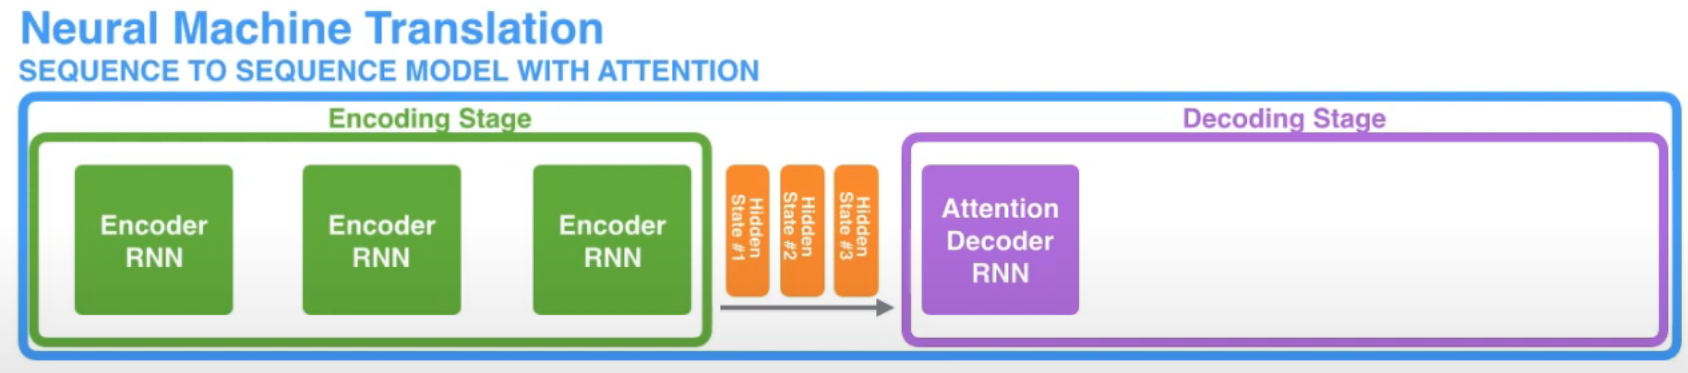 Neural Machine Translation
SEQUENCE TO SEQUENCE MODEL WITH ATTENTION
Encoding Stage
Decoding Stage
Encoder
RNN
Encoder
RNN
Encoder
RNN
Hidden
State #1
Hidden
State #2
Hidden
State #3
Attention
Decoder
RNN